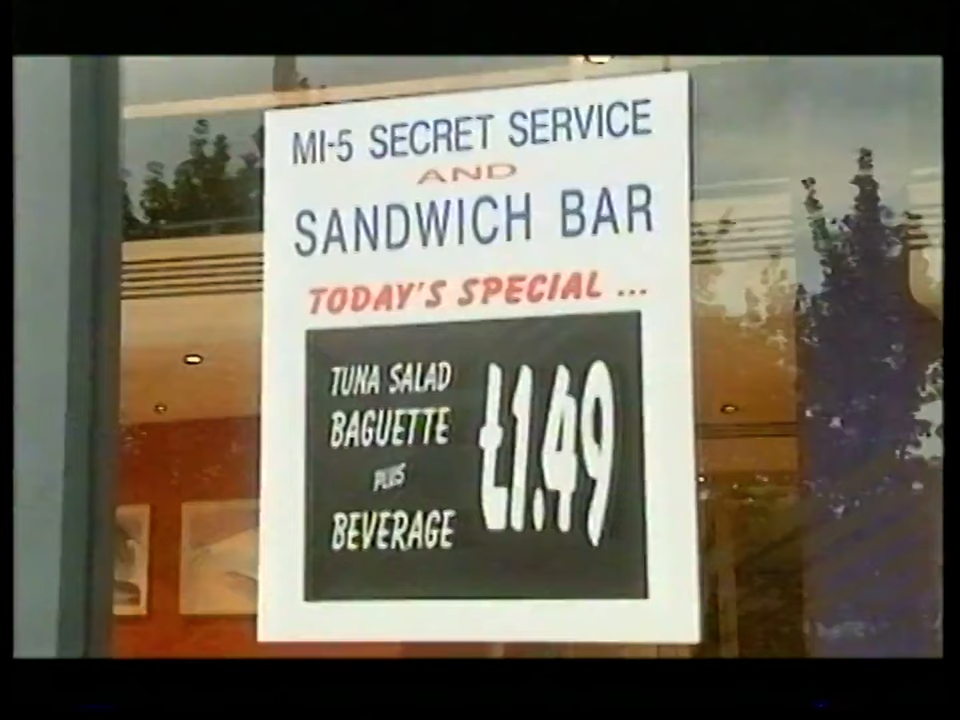 MI-5 SECRET SERVICE
AND
SANDWICH BAR
TODAY'S SPECIAL ...
TUNA SALAD
BAGUETTE
PLUS
BEVERAGE
£1.49